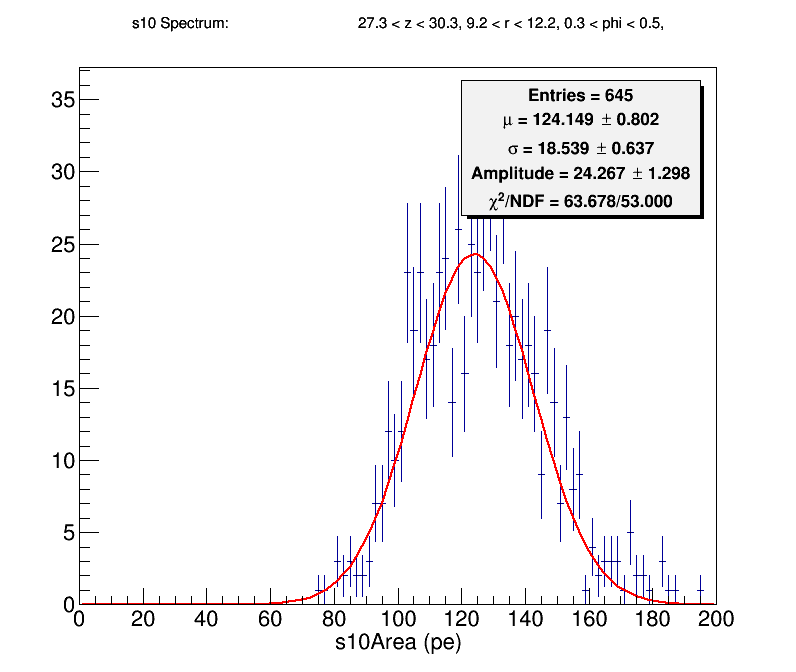 s10 Spectrum: 27.3 < z < 30.3, 9.2 < r < 12.2, 0.3 < phi < 0.5,
Entries = 645
μ = 124.149 ± 0.802
σ = 18.539 ± 0.637
Amplitude = 24.267 ± 1.298
χ²/NDF = 63.678/53.000
35
30
25
20
15
10
5
0
0 20 40 60 80 100 120 140 160 180 200
s10Area (pe)